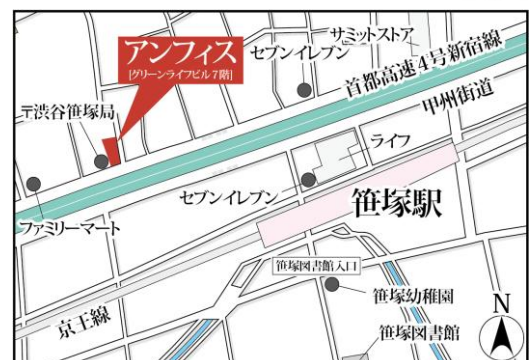 サミットストア
アンフィス
[グリーンライフビル7階]
セブンイレブン
首都高速4号新宿線
甲州街道
〒渋谷笹塚局
ライフ
セブンイレブン
笹塚駅
ファミリーマート
笹塚図書館入口
笹塚幼稚園
京王線
N
笹塚図書館